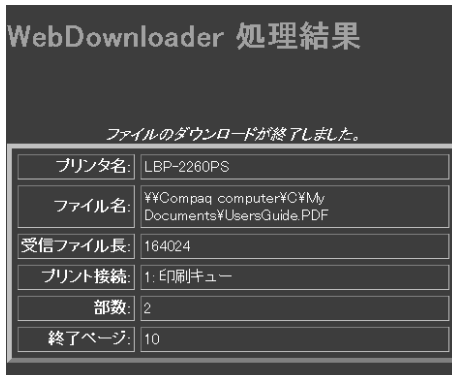 WebDownloader 処理結果
ファイルのダウンロードが終了しました。
プリンタ名: LBP-2260PS
ファイル名: ¥¥Compaq computer¥C¥My
Documents¥UsersGuide.PDF
受信ファイル長: 164024
プリント接続: 1: 印刷キュー
部数: 2
終了ページ: 10